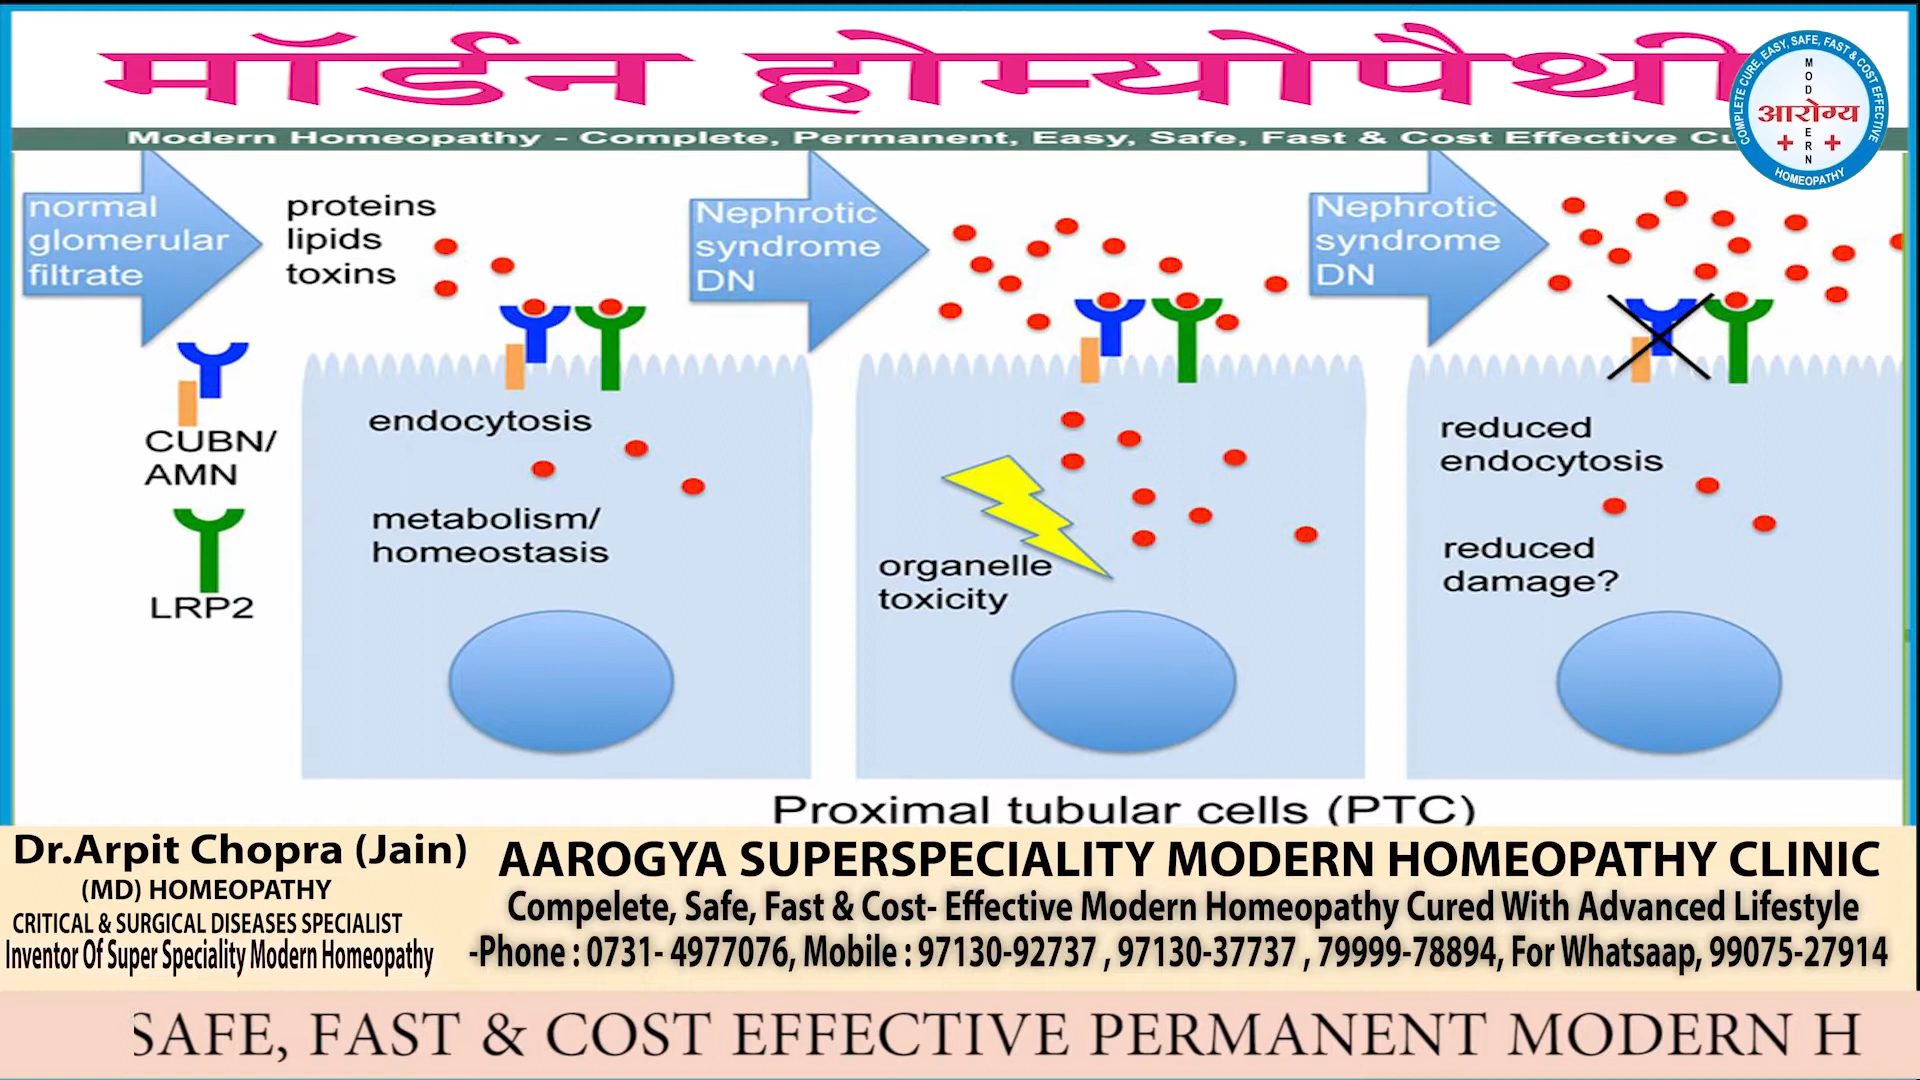 मॉर्डन होम्योपैथी
Modern Homeopathy - Complete, Permanent, Easy, Safe, Fast & Cost Effective Cu
COMPLETE CURE, EASY, SAFE, FAST & COST EFFECTIVE
MODERN
आरोग्य
HOMEOPATHY
normal
glomerular
filtrate
proteins
lipids
toxins
Nephrotic
syndrome
DN
Nephrotic
syndrome
DN
CUBN/
AMN
LRP2
endocytosis
metabolism/
homeostasis
organelle
toxicity
reduced
endocytosis
reduced
damage?
Proximal tubular cells (PTC)
Dr.Arpit Chopra (Jain)
(MD) HOMEOPATHY
CRITICAL & SURGICAL DISEASES SPECIALIST
Inventor Of Super Speciality Modern Homeopathy
AAROGYA SUPERSPECIALITY MODERN HOMEOPATHY CLINIC
Compelete, Safe, Fast & Cost- Effective Modern Homeopathy Cured With Advanced Lifestyle
-Phone : 0731- 4977076, Mobile : 97130-92737 , 97130-37737 , 79999-78894, For Whatsaap, 99075-27914
SAFE, FAST & COST EFFECTIVE PERMANENT MODERN H